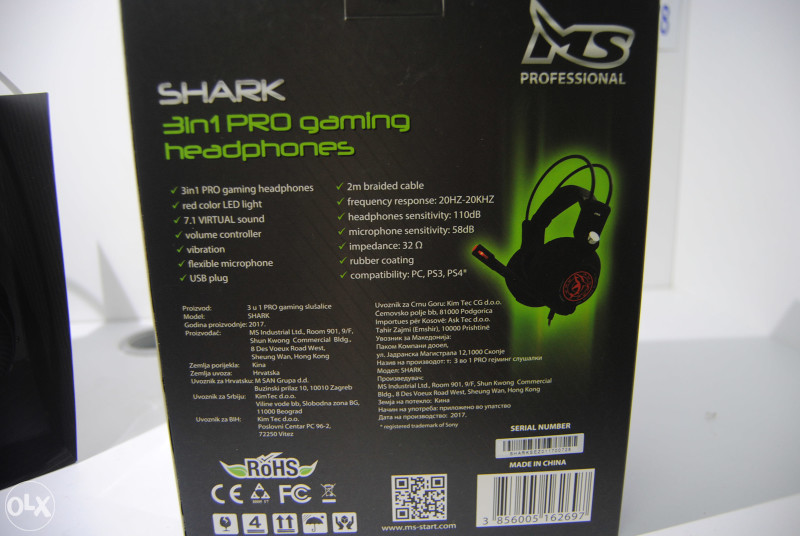 MS
PROFESSIONAL
SHARK
3in1 PRO gaming
headphones
✓ 3in1 PRO gaming headphones
✓ red color LED light
✓ 7.1 VIRTUAL sound
✓ volume controller
✓ vibration
✓ flexible microphone
✓ USB plug
✓ 2m braided cable
✓ frequency response: 20HZ-20KHZ
✓ headphones sensitivity: 110dB
✓ microphone sensitivity: 58dB
✓ impedance: 32 Ω
✓ rubber coating
✓ compatibility: PC, PS3, PS4*
Proizvod: 3 u 1 PRO gaming slušalice
Model: SHARK
Godina proizvodnje: 2017.
Proizvođač: MS Industrial Ltd., Room 901, 9/F,
Shun Kwong Commercial Bldg.,
8 Des Voeux Road West,
Sheung Wan, Hong Kong
Zemlja porijekla: Kina
Zemlja uvoza: Hrvatska
Uvoznik za Hrvatsku: M SAN Grupa d.d.
Buzinski prilaz 10, 10010 Zagreb
Uvoznik za Srbiju: KimTec d.o.o.
Viline vode bb, Slobodna zona BG,
11000 Beograd
Uvoznik za BIH: Kim Tec d.o.o.
Poslovni Centar PC 96-2,
72250 Vitez
Uvoznik za Crnu Goru: Kim Tec CG d.o.o.
Cemovsko polje bb, 81000 Podgorica
Importues për Kosovë: Ask Tec d.o.o.
Tahir Zajmi (Emshir), 10000 Prishtinë
Увозник за Македонија:
Паком Компани дооел,
ул. Јадранска Магистрала 12,1000 Скопје
Назив на производот: т: 3 во 1 PRO гејминг слушалки
Модел: SHARK
Произведувач:
MS Industrial Ltd., Room 901, 9/F, Shun Kwong Commercial
Bldg., 8 Des Voeux Road West, Sheung Wan, Hong Kong
Земја на потекло: Кина
Начин на употреба: приложено во упатство
Дата на производство: 2017.
* registered trademark of Sony
SERIAL NUMBER
MADE IN CHINA
RoHS
CE FC
4
www.ms-start.com
3 856005 162697
OLX